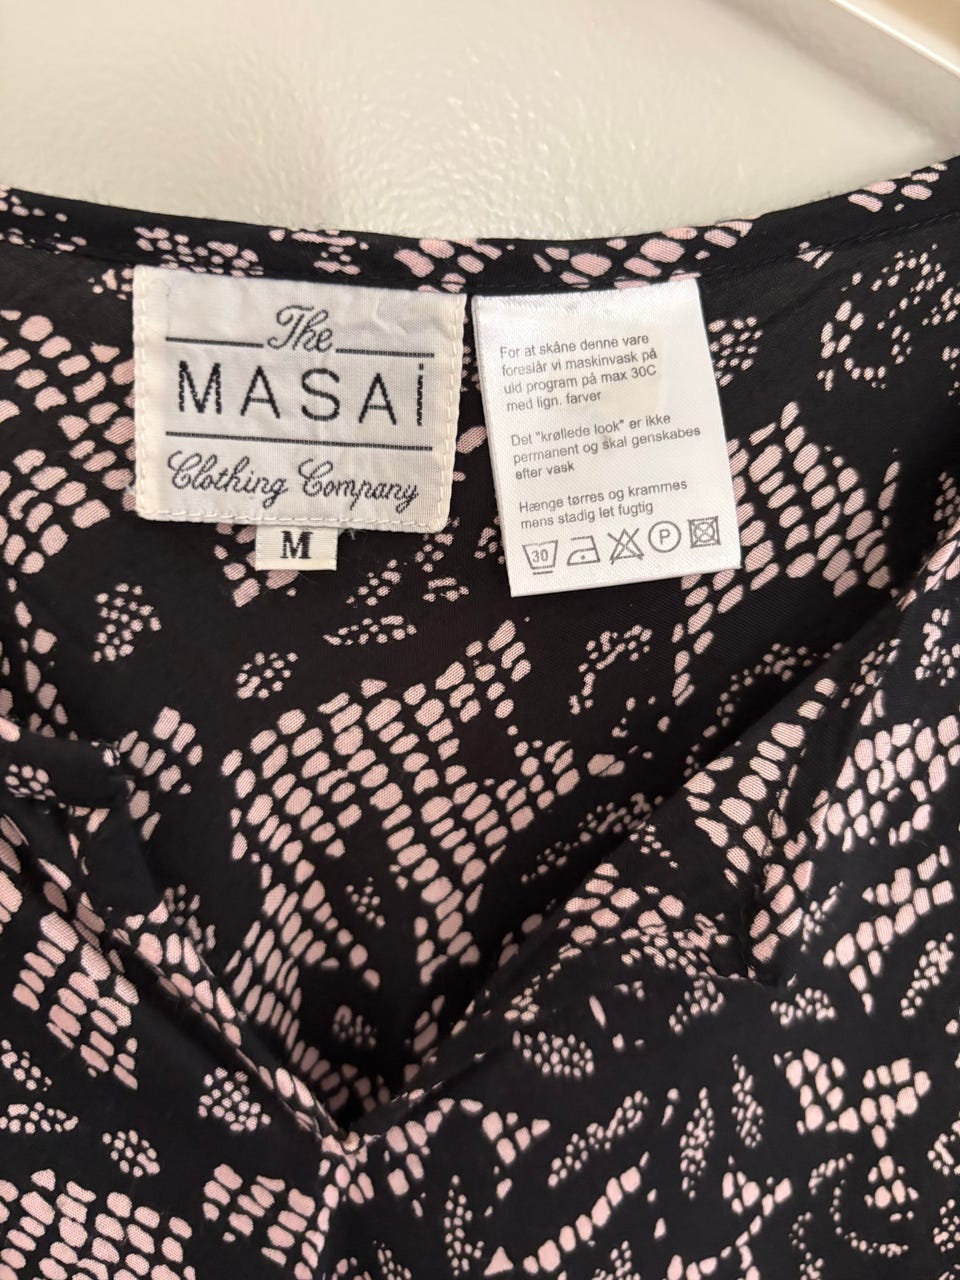 The
MASAi
Clothing Company
M
For at skåne denne vare
foreslår vi maskinvask på
uld program på max 30C
med lign. farver
Det "krøllede look" er ikke
permanent og skal genskabes
efter vask
Hænge tørres og krammes
mens stadig let fugtig
30
P